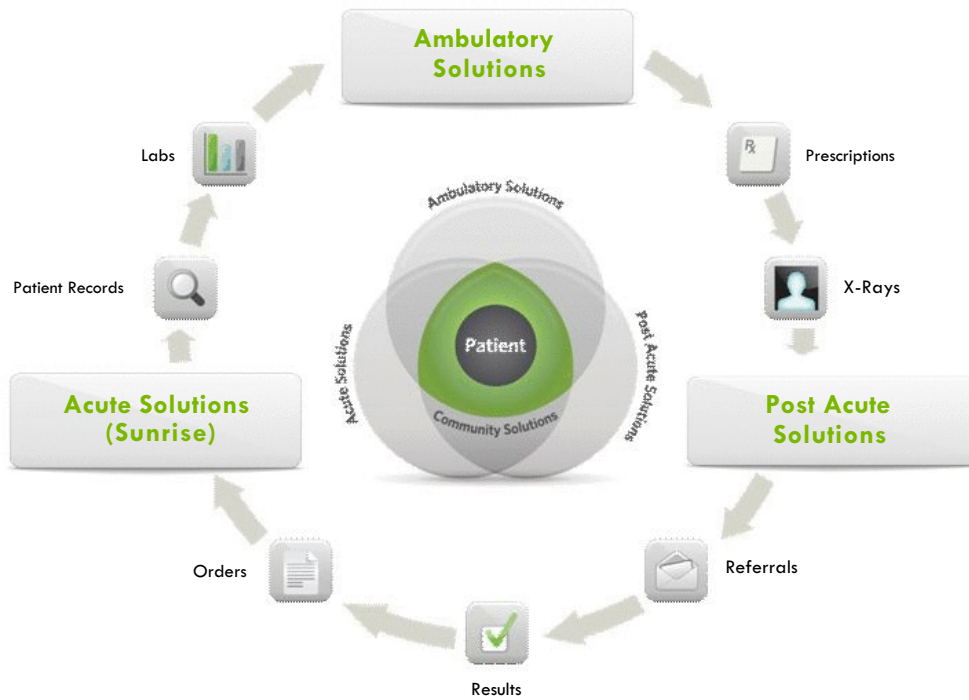 Ambulatory
Solutions
Labs
Rx
Prescriptions
Ambulatory Solutions
Patient Records
X-Rays
Patient
Acute Solutions
Post Acute Solutions
Community Solutions
Acute Solutions
(Sunrise)
Post Acute
Solutions
Orders
Referrals
Results